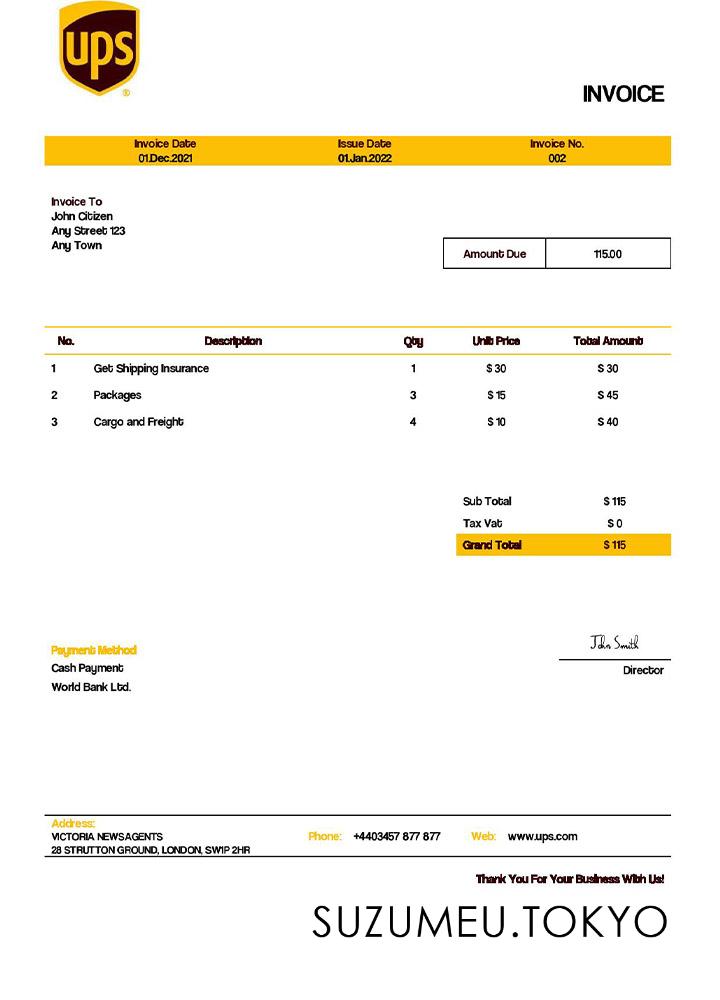 ups
®
INVOICE
Invoice Date Issue Date Invoice No.
01.Dec.2021 01.Jan.2022 002
Invoice To
John Citizen
Any Street 123
Any Town
Amount Due 115.00
No. Description Qty Unit Price Total Amount
1 Get Shipping Insurance 1 $ 30 $ 30
2 Packages 3 $ 15 $ 45
3 Cargo and Freight 4 $ 10 $ 40
Sub Total $ 115
Tax Vat $ 0
Grand Total $ 115
John Smith
Director
Payment Method
Cash Payment
World Bank Ltd.
Address:
VICTORIA NEWSAGENTS
28 STRUTTON GROUND, LONDON, SW1P 2HR
Phone: +4403457 877 877 Web: www.ups.com
Thank You For Your Business With Us!
SUZUMEU.TOKYO